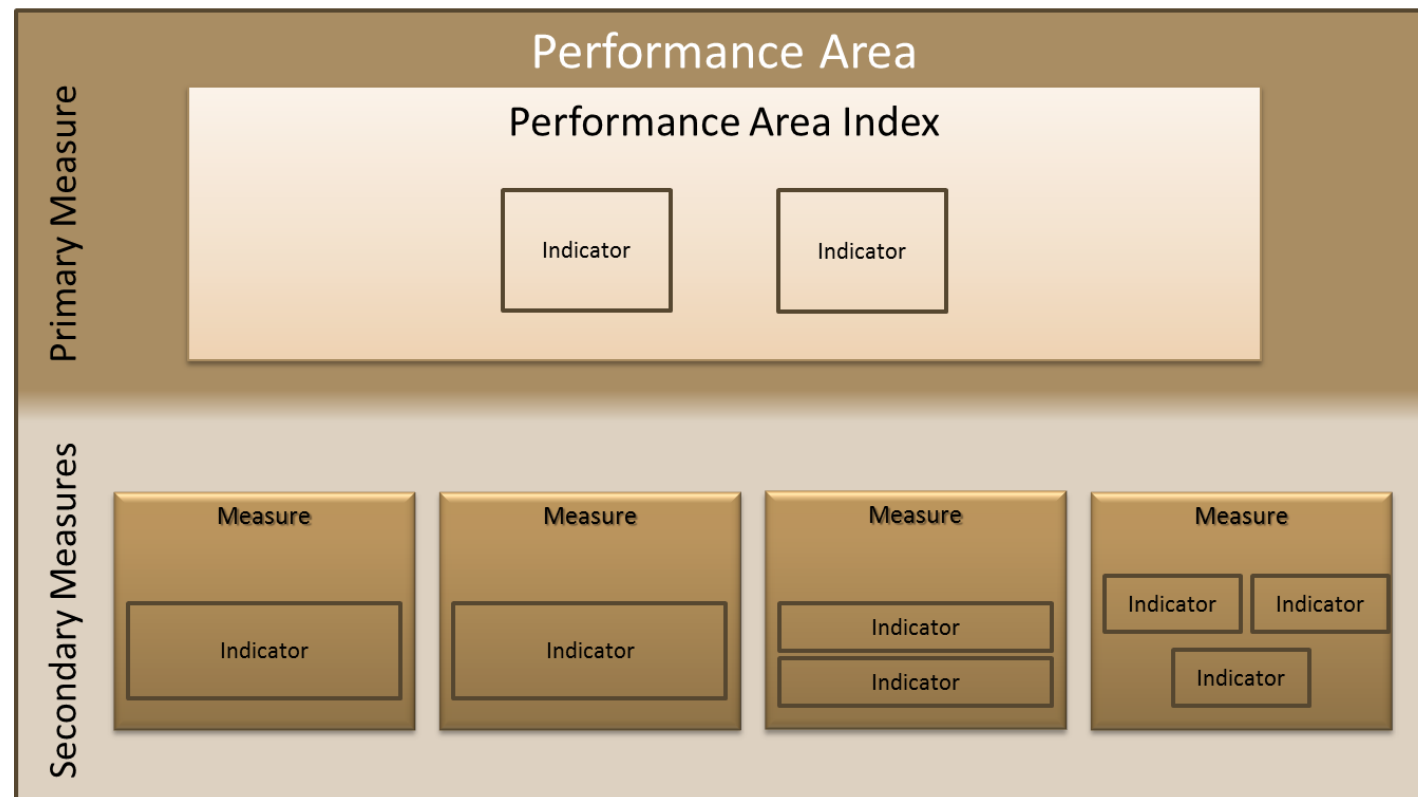 Performance Area
Primary Measure
Performance Area Index
Indicator
Indicator
Secondary Measures
Measure
Indicator
Measure
Indicator
Measure
Indicator
Indicator
Measure
Indicator
Indicator
Indicator